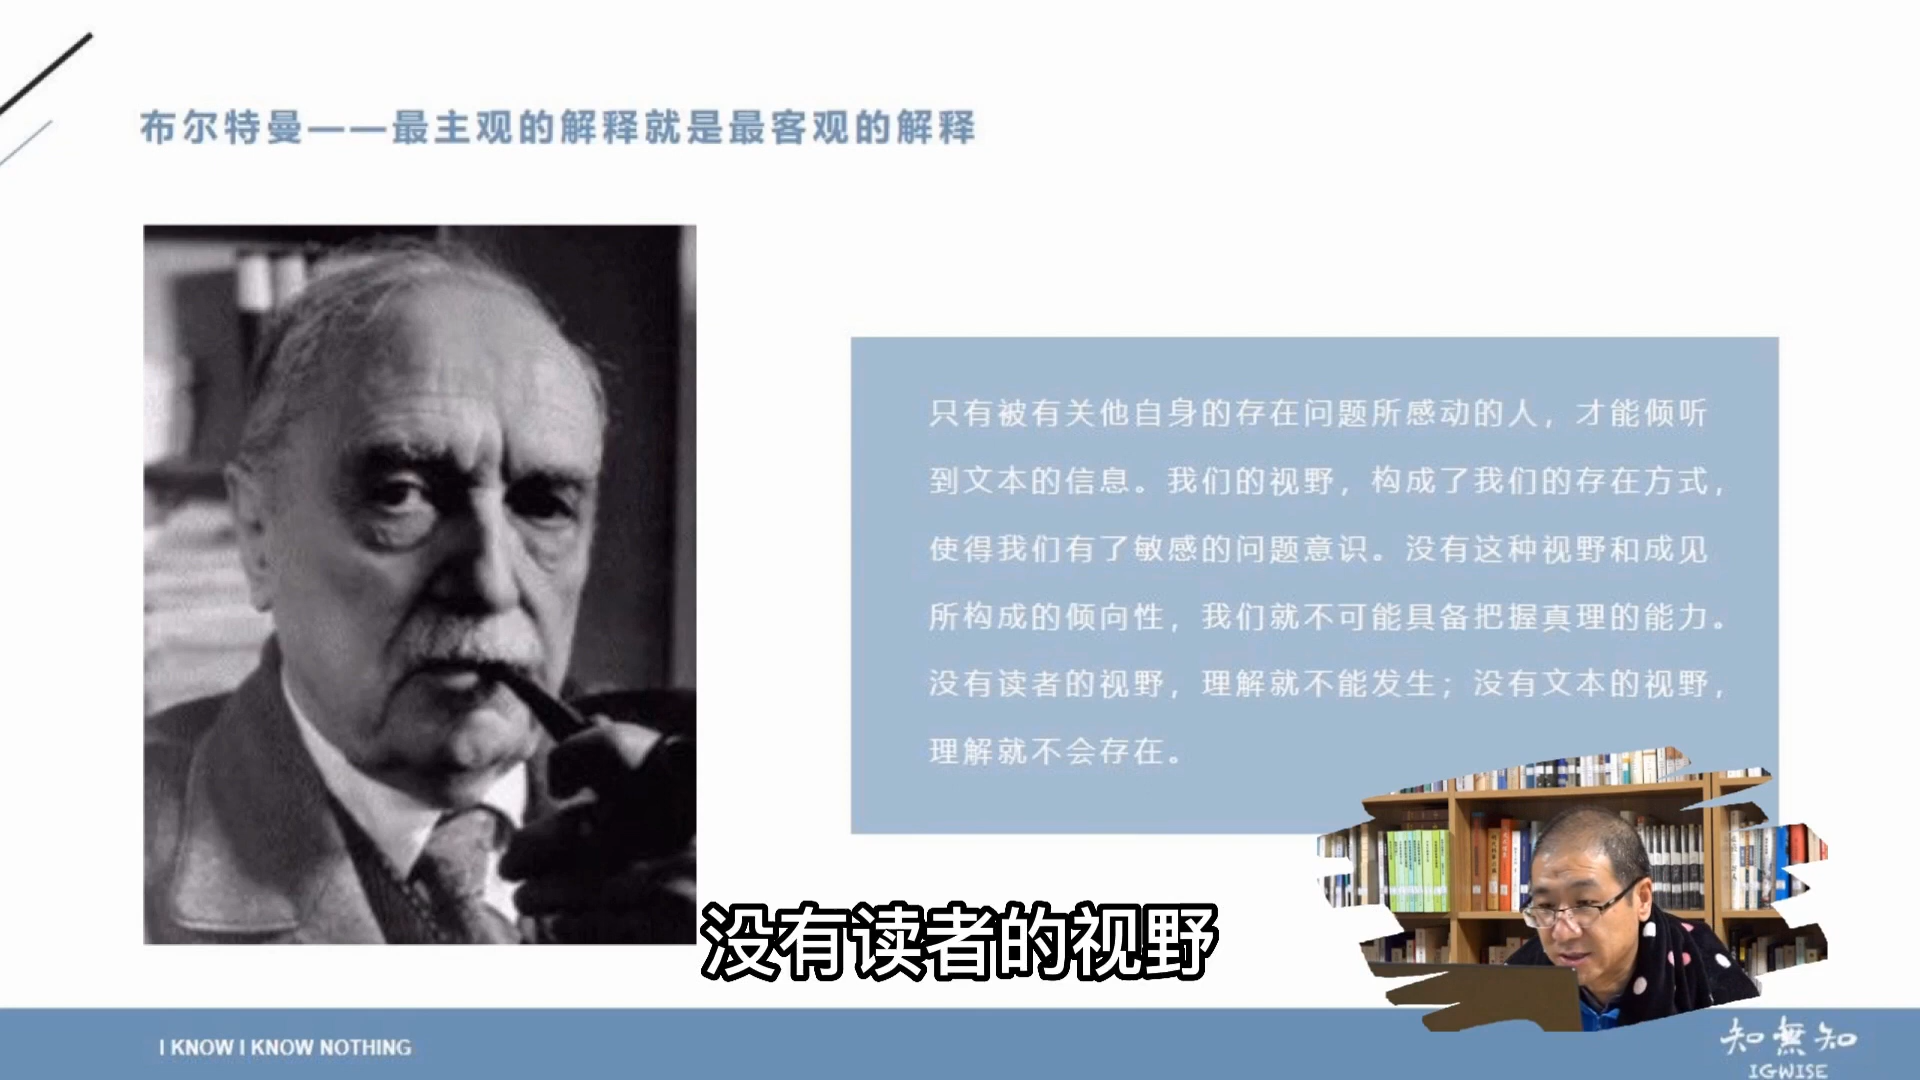 布尔特曼——最主观的解释就是最客观的解释
只有被有关他自身的存在问题所感动的人，才能倾听
到文本的信息。我们的视野，构成了我们的存在方式，
使得我们有了敏感的问题意识。没有这种视野和成见
所构成的倾向性，我们就不可能具备把握真理的能力。
没有读者的视野，理解就不能发生；没有文本的视野，
理解就不会存在。
没有读者的视野
I KNOW I KNOW NOTHING
知無知
IGWISE